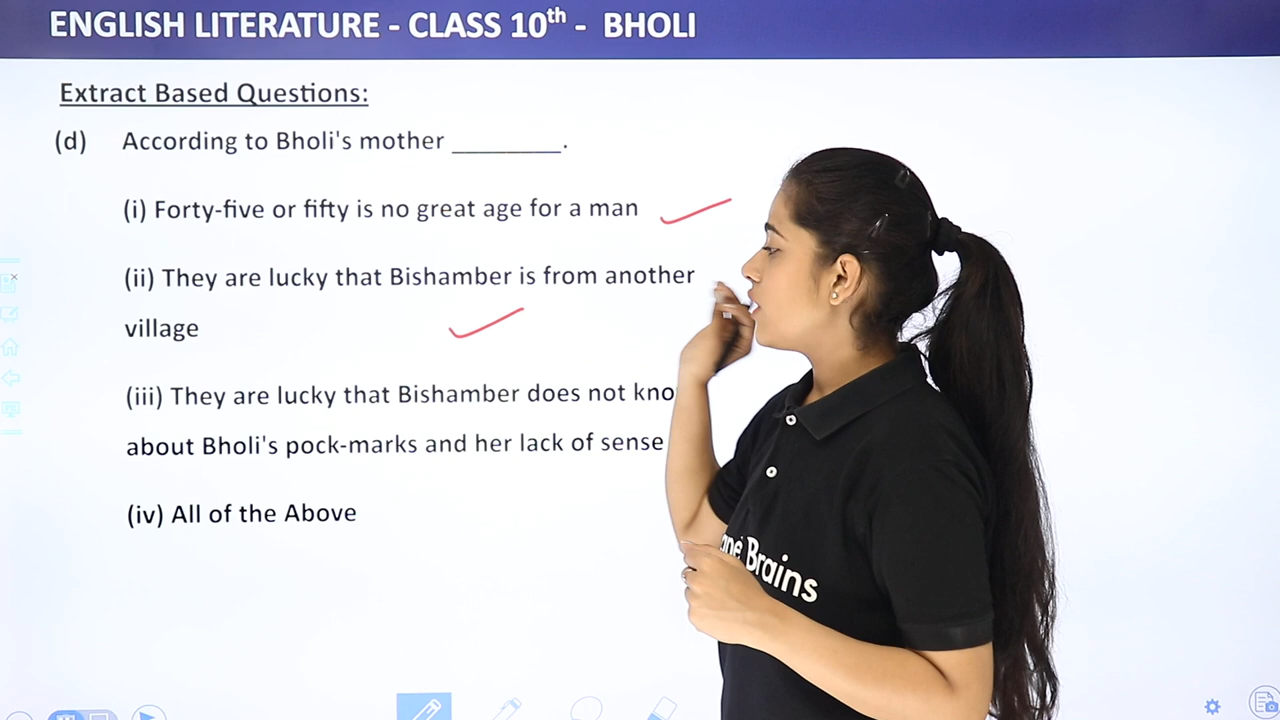 ENGLISH LITERATURE - CLASS 10th - BHOLI
Extract Based Questions:
(d) According to Bholi's mother ________.
(i) Forty-five or fifty is no great age for a man
(ii) They are lucky that Bishamber is from another
village
(iii) They are lucky that Bishamber does not
about Bholi's pock-marks and her lack of sense
(iv) All of the Above
Brains